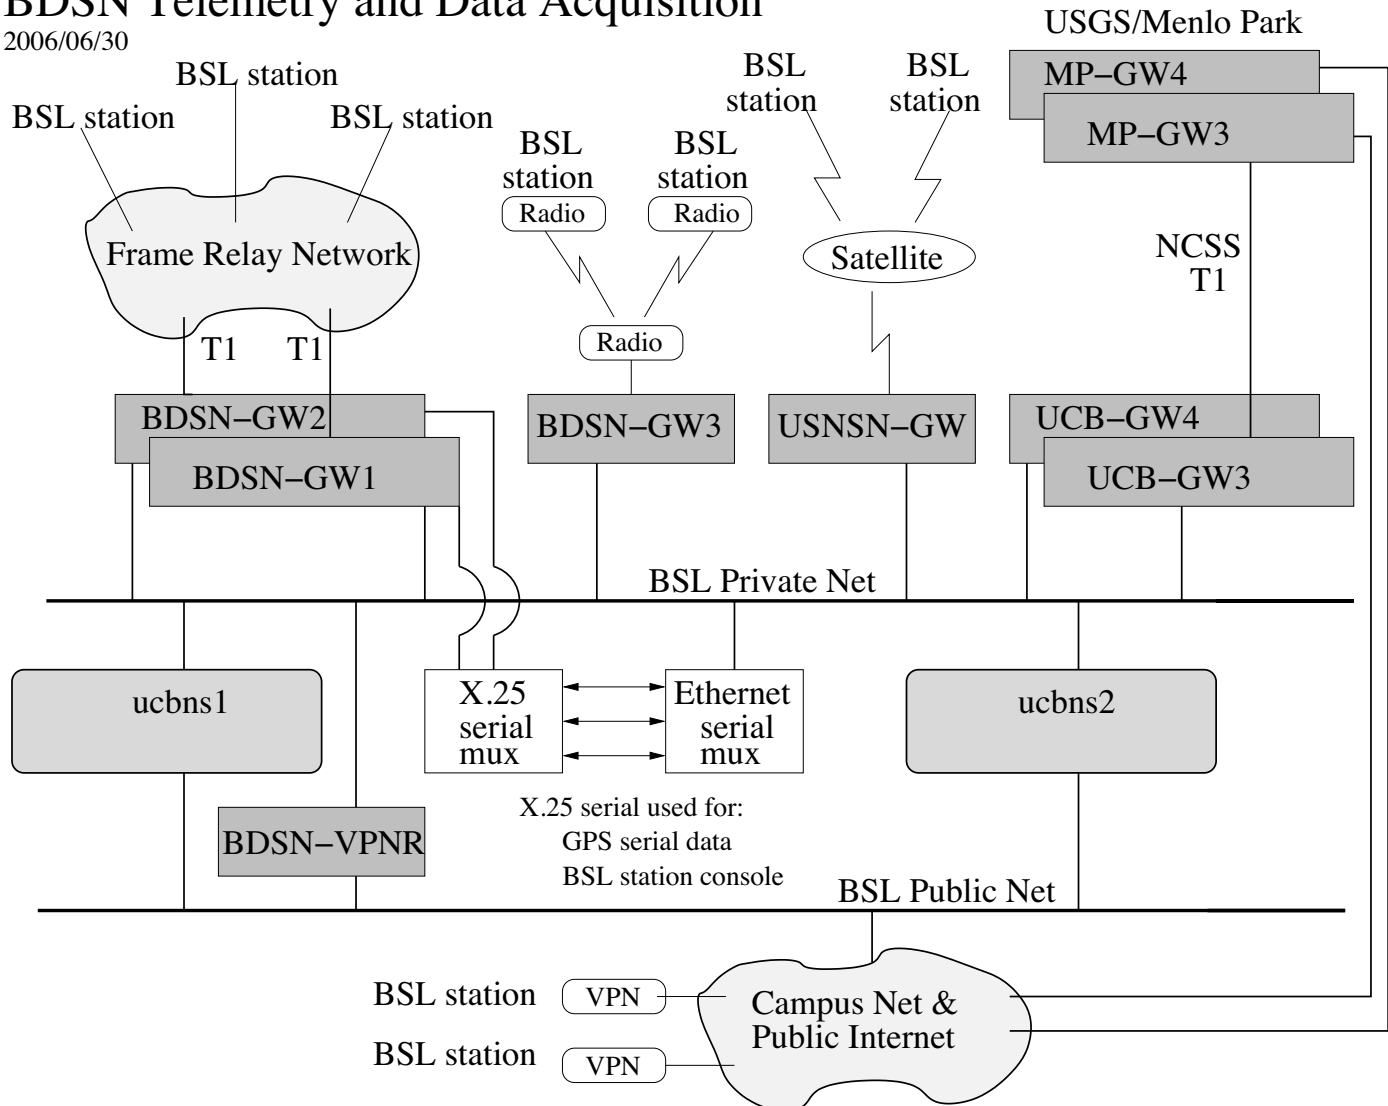 BDSN Telemetry and Data Acquisition
2006/06/30
USGS/Menlo Park
BSL station
BSL station
BSL station
BSL
station
BSL
station
BSL
station
BSL
station
MP−GW4
MP−GW3
Radio
Radio
Frame Relay Network
Satellite
NCSS
T1
Radio
T1
T1
BDSN−GW2
BDSN−GW1
BDSN−GW3
USNSN−GW
UCB−GW4
UCB−GW3
BSL Private Net
ucbns1
X.25
serial
mux
Ethernet
serial
mux
ucbns2
X.25 serial used for:
GPS serial data
BSL station console
BDSN−VPNR
BSL Public Net
BSL station
VPN
Campus Net &
Public Internet
BSL station
VPN